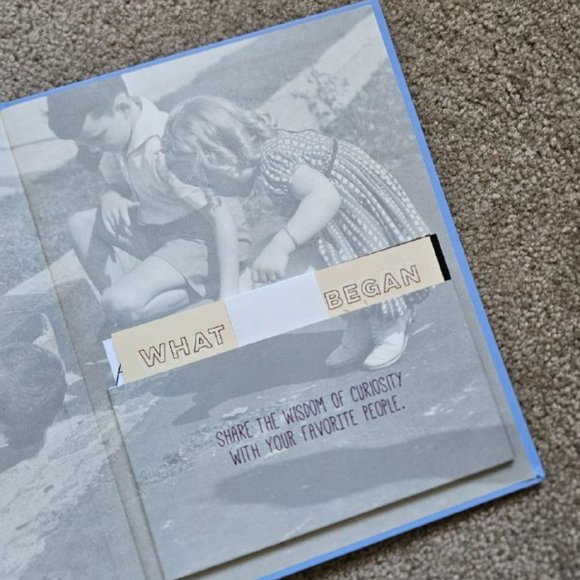 WHAT BEGAN
SHARE THE WISDOM OF CURIOSITY
WITH YOUR FAVORITE PEOPLE.